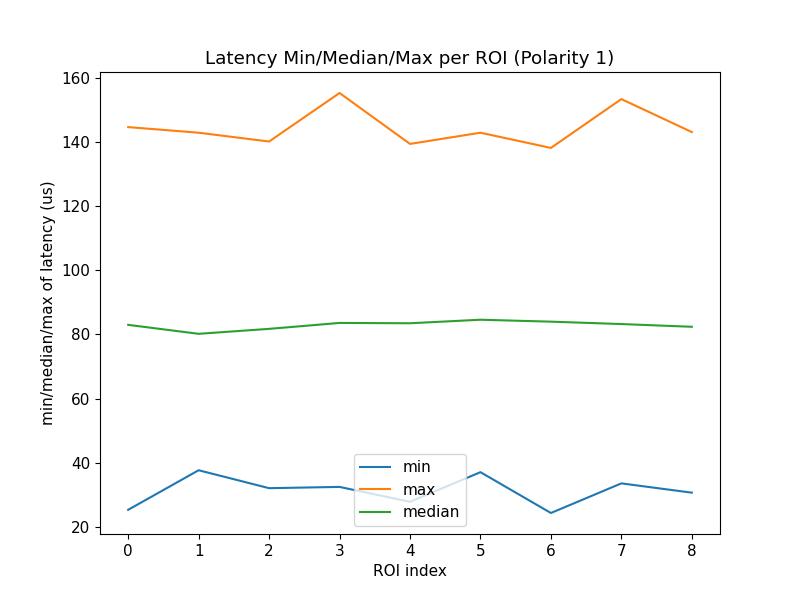 Latency Min/Median/Max per ROI (Polarity 1)
160
140
120
100
80
60
40
20
min/median/max of latency (us)
min
max
median
0 1 2 3 4 5 6 7 8
ROI index